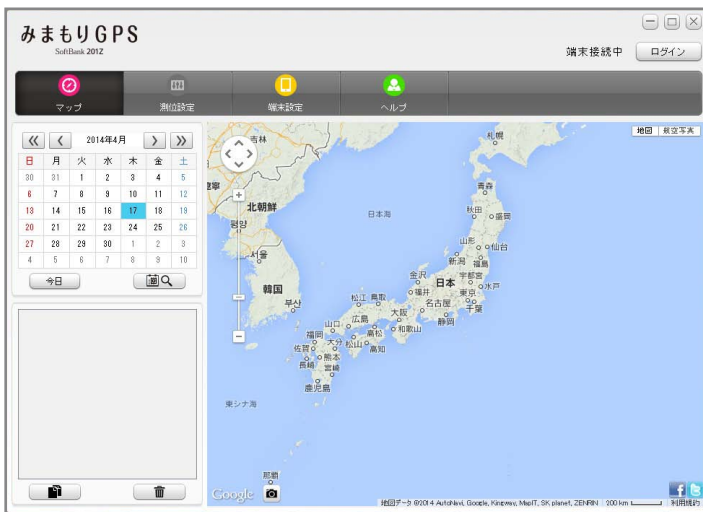 みまもりGPS
SoftBank 201Z
端末接続中
ログイン
マップ
測位設定
端末設定
ヘルプ
2014年4月
日 月 火 水 木 金 土
30 31 1 2 3 4 5
6 7 8 9 10 11 12
13 14 15 16 17 18 19
20 21 22 23 24 25 26
27 28 29 30 1 2 3
4 5 6 7 8 9 10
今日
地図
航空写真
吉林
札幌
北朝鮮
평양
日本海
青森
秋田
盛岡
서울
山形
仙台
新潟
福島
韓国
金沢
日本
宇都宮
水戸
福井
東京
부산
松江
鳥取
名古屋
千葉
大阪
静岡
山口
広島
和歌山
福岡
大分
高松
佐賀
松山
高知
熊本
長崎
宮崎
鹿児島
東シナ海
那覇
Google
地図データ ©2014 AutoNavi, Google, Kingway, MapIT, SK planet, ZENRIN
200 km
利用規約